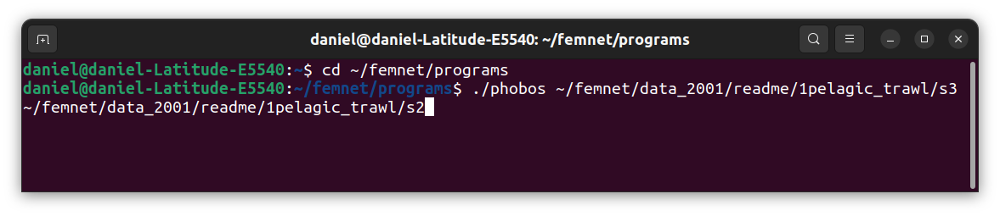 daniel@daniel-Latitude-E5540: ~/femnet/programs
daniel@daniel-Latitude-E5540:~$ cd ~/femnet/programs
daniel@daniel-Latitude-E5540:~/femnet/programs$ ./phobos ~/femnet/data_2001/readme/1pelagic_trawl/s3
~/femnet/data_2001/readme/1pelagic_trawl/s2